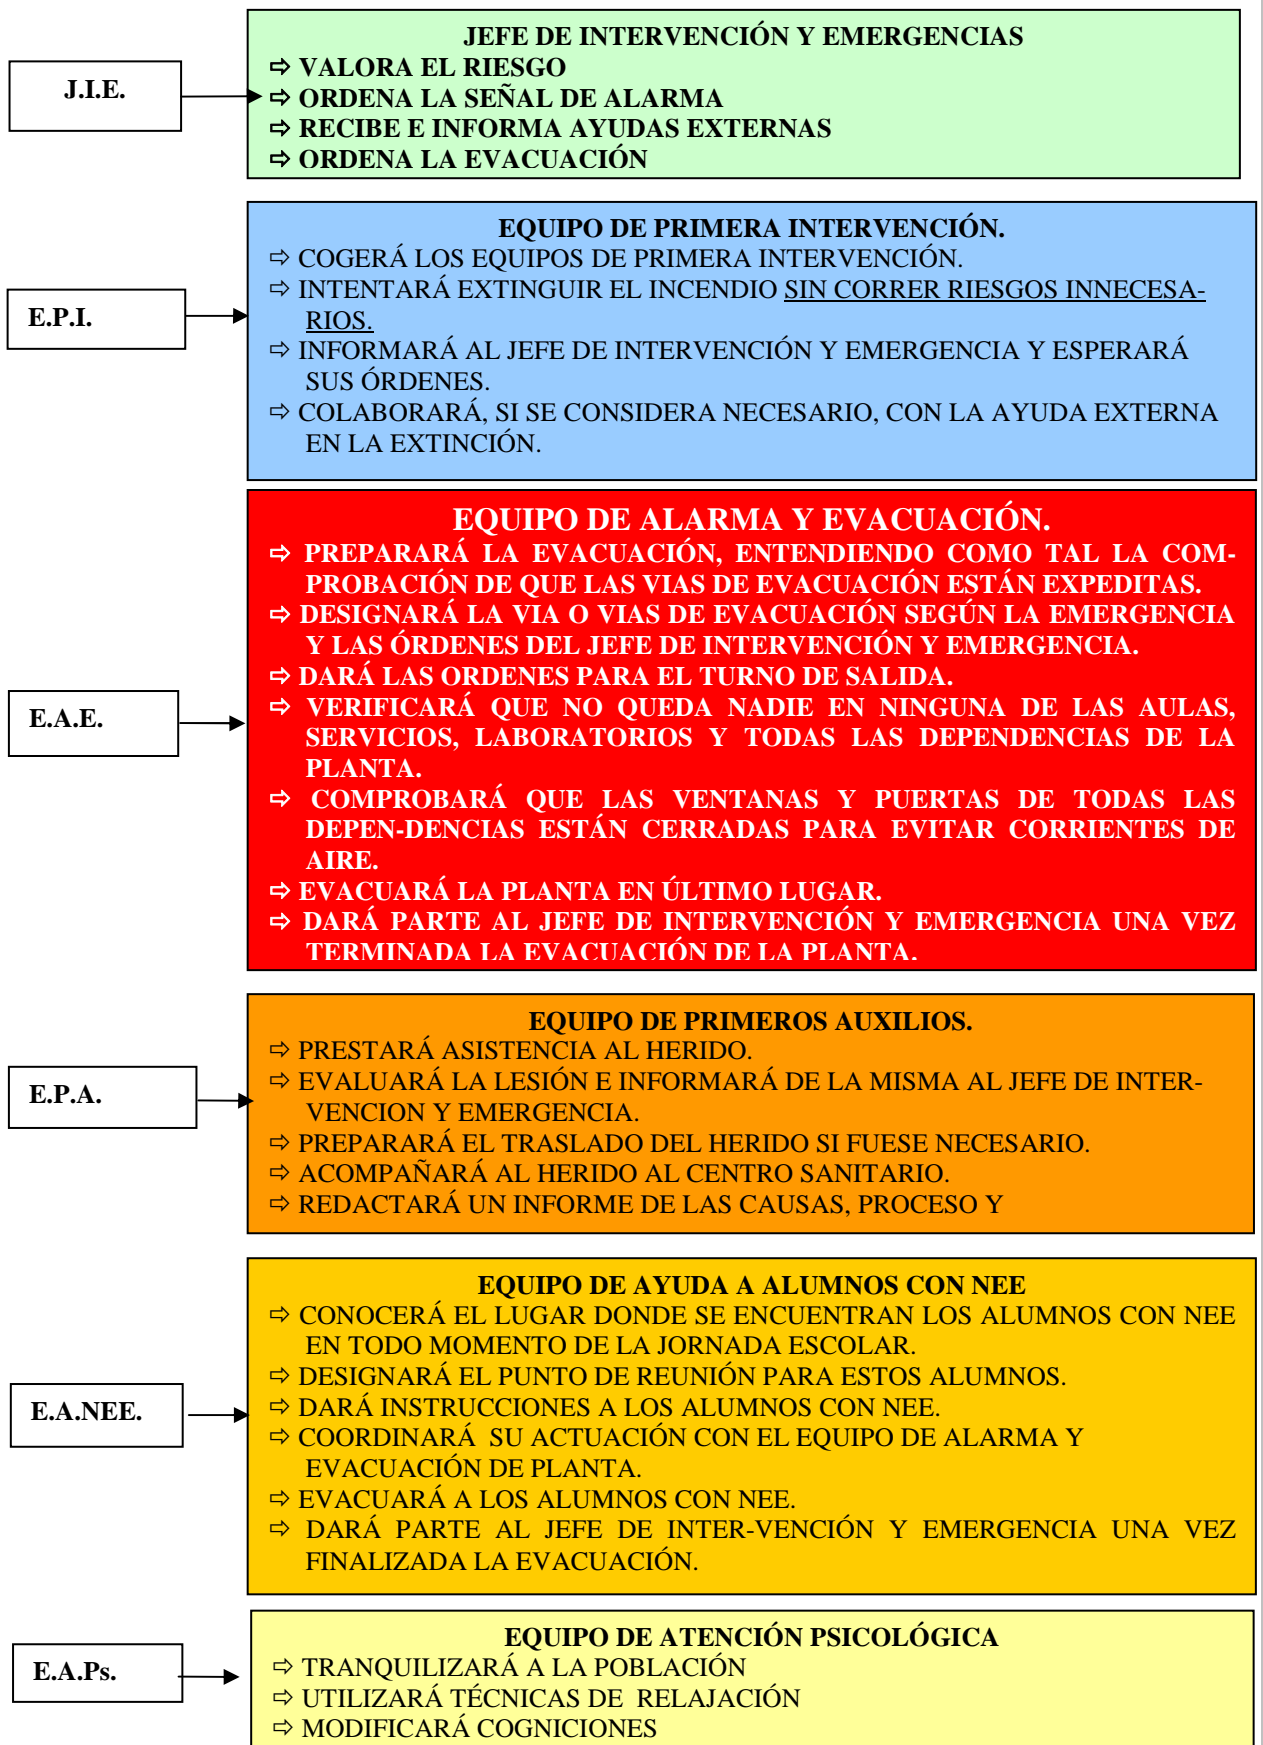 JEFE DE INTERVENCIÓN Y EMERGENCIAS
J.I.E.
⇨ VALORA EL RIESGO
⇨ ORDENA LA SEÑAL DE ALARMA
⇨ RECIBE E INFORMA AYUDAS EXTERNAS
⇨ ORDENA LA EVACUACIÓN
EQUIPO DE PRIMERA INTERVENCIÓN.
E.P.I.
⇨ COGERÁ LOS EQUIPOS DE PRIMERA INTERVENCIÓN.
⇨ INTENTARÁ EXTINGUIR EL INCENDIO SIN CORRER RIESGOS INNECESA-
RIOS.
⇨ INFORMARÁ AL JEFE DE INTERVENCIÓN Y EMERGENCIA Y ESPERARÁ
SUS ÓRDENES.
⇨ COLABORARÁ, SI SE CONSIDERA NECESARIO, CON LA AYUDA EXTERNA
EN LA EXTINCIÓN.
EQUIPO DE ALARMA Y EVACUACIÓN.
E.A.E.
⇨ PREPARARÁ LA EVACUACIÓN, ENTENDIENDO COMO TAL LA COM-
PROBACIÓN DE QUE LAS VIAS DE EVACUACIÓN ESTÁN EXPEDITAS.
⇨ DESIGNARÁ LA VIA O VIAS DE EVACUACIÓN SEGÚN LA EMERGENCIA
Y LAS ÓRDENES DEL JEFE DE INTERVENCIÓN Y EMERGENCIA.
⇨ DARÁ LAS ORDENES PARA EL TURNO DE SALIDA.
⇨ VERIFICARÁ QUE NO QUEDA NADIE EN NINGUNA DE LAS AULAS,
SERVICIOS, LABORATORIOS Y TODAS LAS DEPENDENCIAS DE LA
PLANTA.
⇨ COMPROBARÁ QUE LAS VENTANAS Y PUERTAS DE TODAS LAS
DEPEN-DENCIAS ESTÁN CERRADAS PARA EVITAR CORRIENTES DE
AIRE.
⇨ EVACUARÁ LA PLANTA EN ÚLTIMO LUGAR.
⇨ DARÁ PARTE AL JEFE DE INTERVENCIÓN Y EMERGENCIA UNA VEZ
TERMINADA LA EVACUACIÓN DE LA PLANTA.
EQUIPO DE PRIMEROS AUXILIOS.
E.P.A.
⇨ PRESTARÁ ASISTENCIA AL HERIDO.
⇨ EVALUARÁ LA LESIÓN E INFORMARÁ DE LA MISMA AL JEFE DE INTER-
VENCION Y EMERGENCIA.
⇨ PREPARARÁ EL TRASLADO DEL HERIDO SI FUESE NECESARIO.
⇨ ACOMPAÑARÁ AL HERIDO AL CENTRO SANITARIO.
⇨ REDACTARÁ UN INFORME DE LAS CAUSAS, PROCESO Y
EQUIPO DE AYUDA A ALUMNOS CON NEE
E.A.NEE.
⇨ CONOCERÁ EL LUGAR DONDE SE ENCUENTRAN LOS ALUMNOS CON NEE
EN TODO MOMENTO DE LA JORNADA ESCOLAR.
⇨ DESIGNARÁ EL PUNTO DE REUNIÓN PARA ESTOS ALUMNOS.
⇨ DARÁ INSTRUCCIONES A LOS ALUMNOS CON NEE.
⇨ COORDINARÁ SU ACTUACIÓN CON EL EQUIPO DE ALARMA Y
EVACUACIÓN DE PLANTA.
⇨ EVACUARÁ A LOS ALUMNOS CON NEE.
⇨ DARÁ PARTE AL JEFE DE INTER-VENCIÓN Y EMERGENCIA UNA VEZ
FINALIZADA LA EVACUACIÓN.
EQUIPO DE ATENCIÓN PSICOLÓGICA
E.A.Ps.
⇨ TRANQUILIZARÁ A LA POBLACIÓN
⇨ UTILIZARÁ TÉCNICAS DE RELAJACIÓN
⇨ MODIFICARÁ COGNICIONES